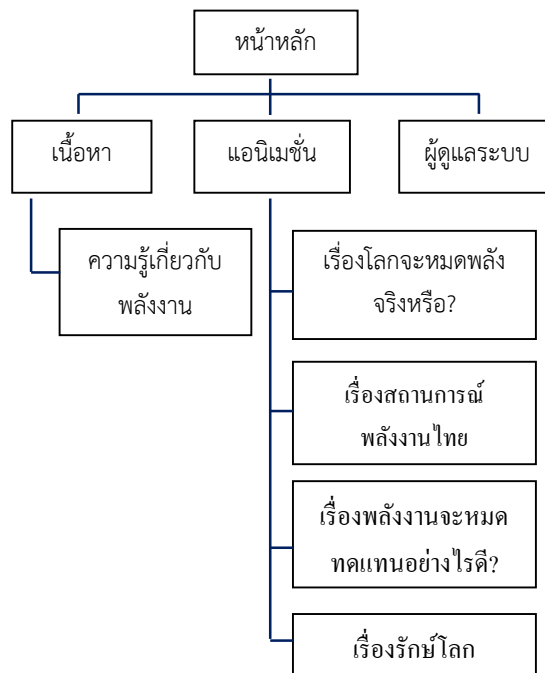 หน้าหลัก
เนื้อหา
แอนิเมชั่น
ผู้ดูแลระบบ
ความรู้เกี่ยวกับ
พลังงาน
เรื่องโลกจะหมดพลัง
จริงหรือ?
เรื่องสถานการณ์
พลังงานไทย
เรื่องพลังงานจะหมด
ทดแทนอย่างไรดี?
เรื่องรักษ์โลก